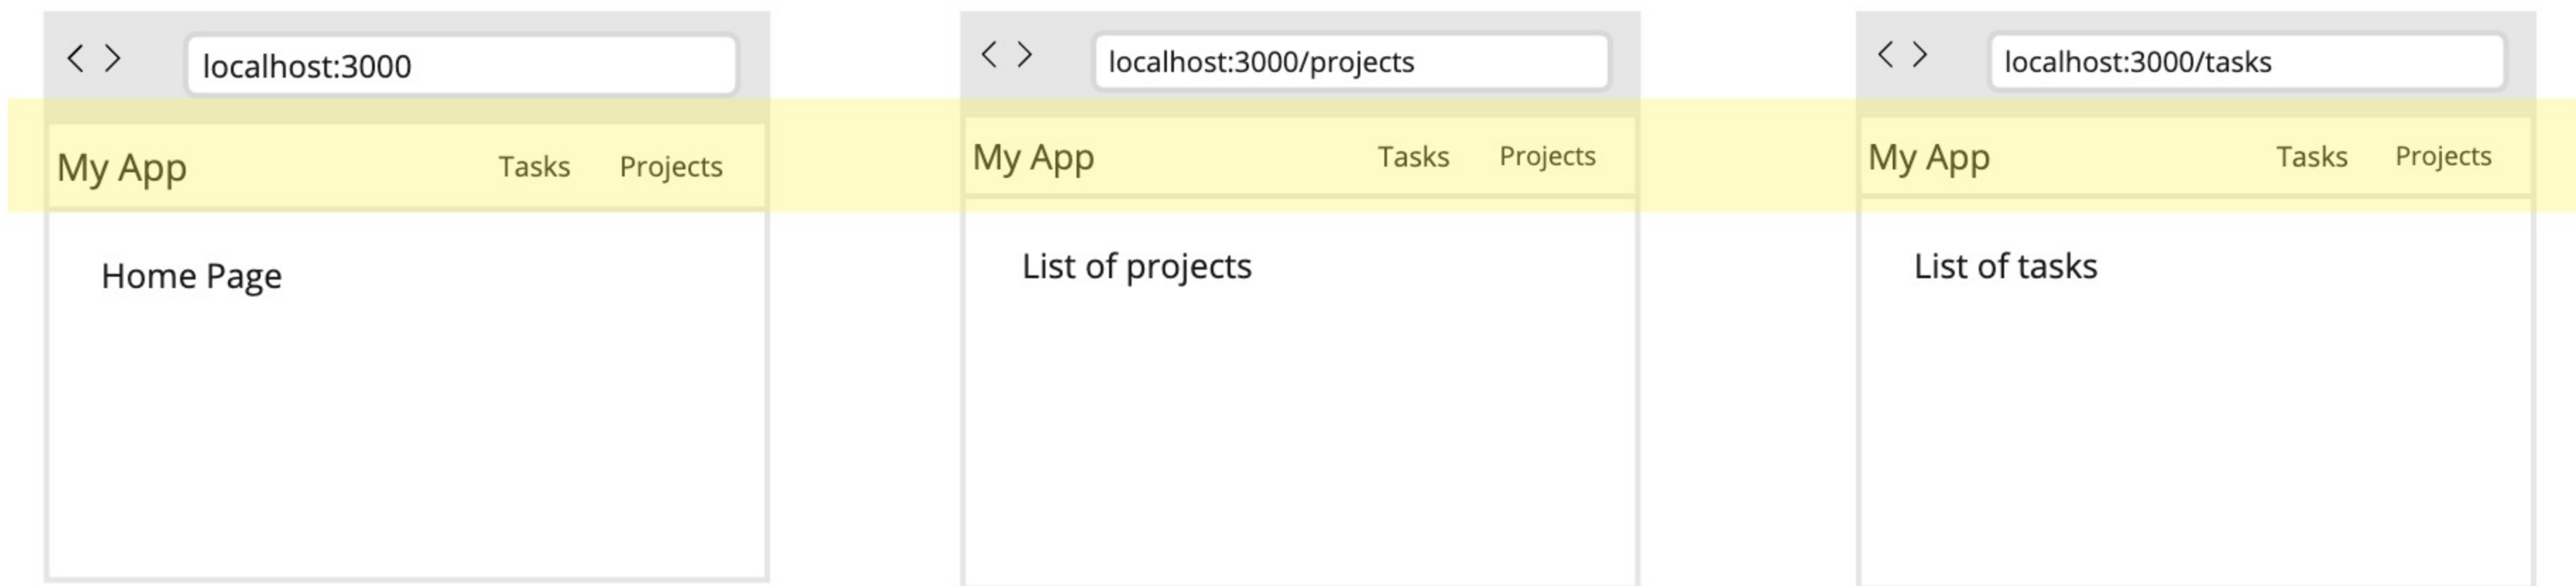 localhost:3000
My App Tasks Projects
Home Page
localhost:3000/projects
My App Tasks Projects
List of projects
localhost:3000/tasks
My App Tasks Projects
List of tasks